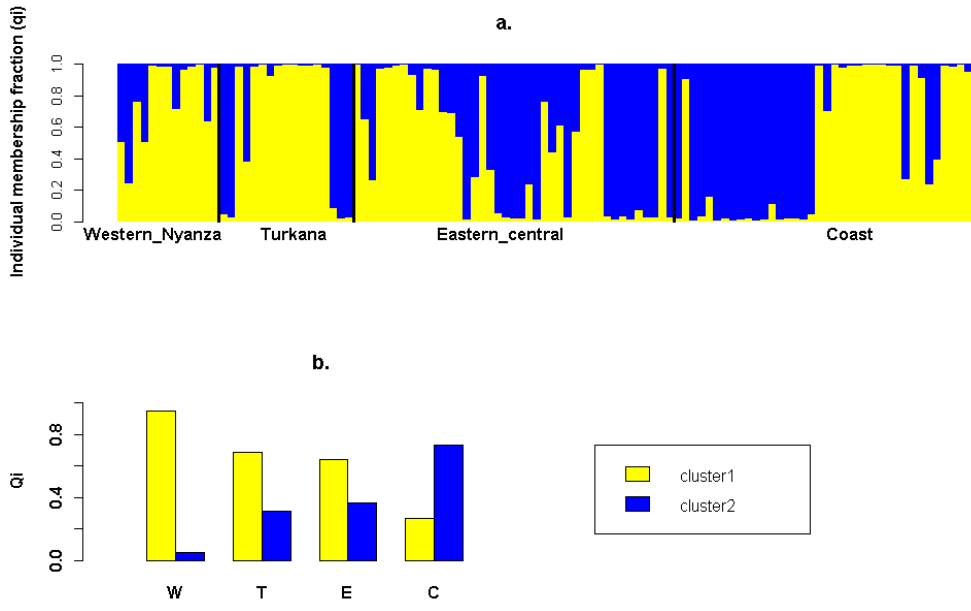 a.
Individual membership fraction (qi)
1.0
0.8
0.6
0.4
0.2
0.0
Western_Nyanza Turkana Eastern_central Coast
b.
Qi
0.8
0.4
0.0
W T E C
cluster1
cluster2